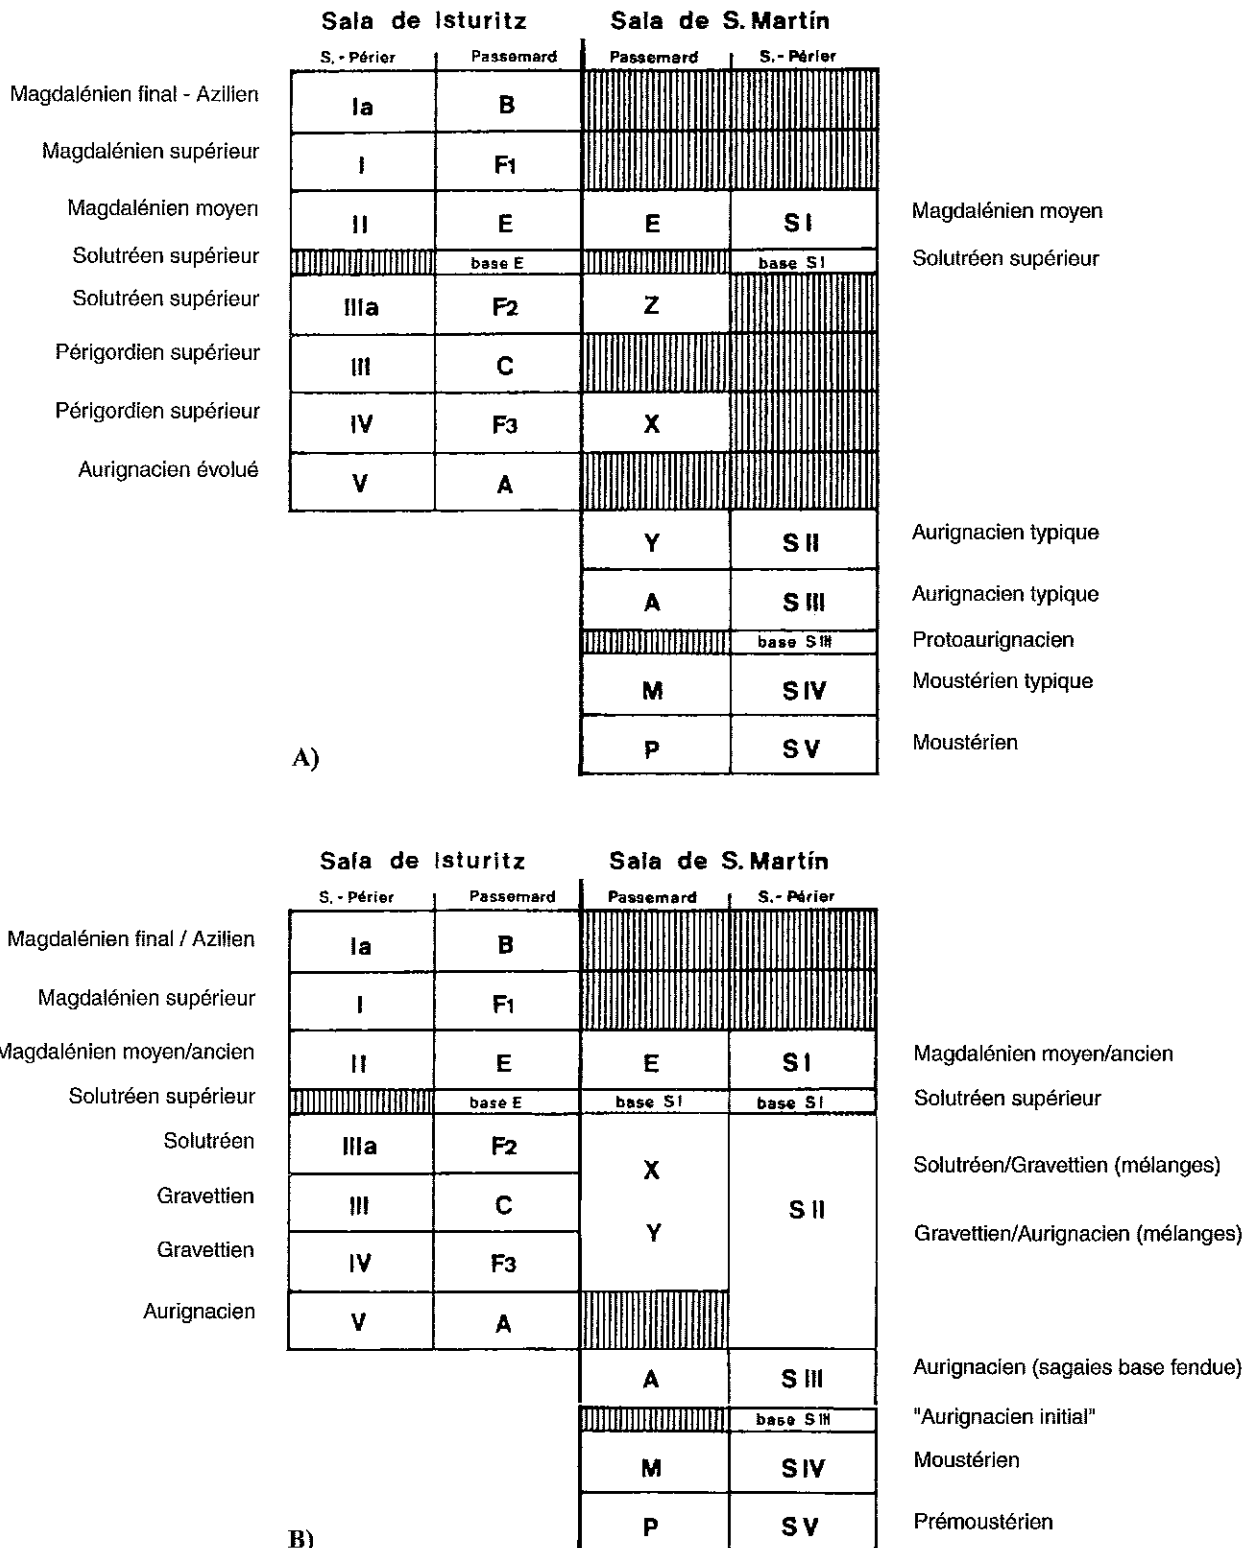 Sala de Isturitz Sala de S. Martín
S. - Périer Passemard Passemard S. - Périer
Magdalénien final - Azilien Ia B
Magdalénien supérieur I F1
Magdalénien moyen II E E S I Magdalénien moyen
Solutréen supérieur base E base S I Solutréen supérieur
Solutréen supérieur IIIa F2 Z
Périgordien supérieur III C
Périgordien supérieur IV F3 X
Aurignacien évolué V A
Y S II Aurignacien typique
A S III Aurignacien typique
base S III Protoaurignacien
M S IV Moustérien typique
P S V Moustérien
A)
Sala de Isturitz Sala de S. Martín
S. - Périer Passemard Passemard S. - Périer
Magdalénien final / Azilien Ia B
Magdalénien supérieur I F1
Magdalénien moyen/ancien II E E S I Magdalénien moyen/ancien
Solutréen supérieur base E base S I base S I Solutréen supérieur
Solutréen IIIa F2 X Solutréen/Gravettien (mélanges)
Gravettien III C S II
Y Gravettien/Aurignacien (mélanges)
Gravettien IV F3
Aurignacien V A
A S III Aurignacien (sagaies base fendue)
base S III "Aurignacien initial"
M S IV Moustérien
P S V Prémoustérien
B)